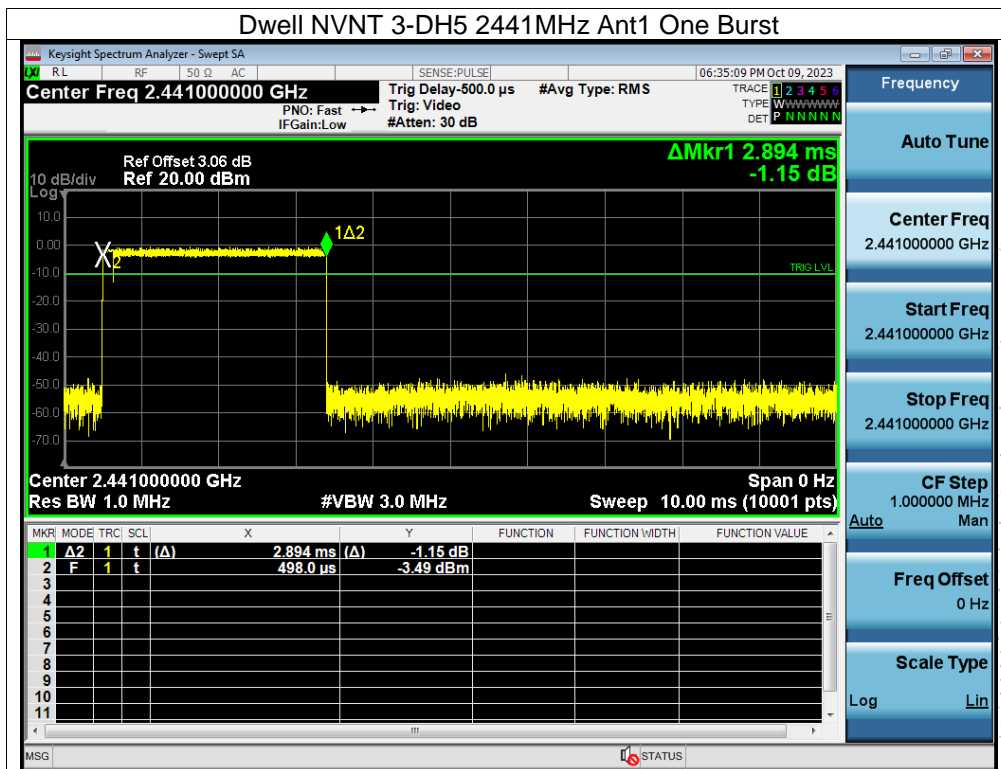 Dwell NVNT 3-DH5 2441MHz Ant1 One Burst
Keysight Spectrum Analyzer - Swept SA
LXI RL RF 50 Ω AC SENSE:PULSE 06:35:09 PM Oct 09, 2023
Center Freq 2.441000000 GHz
PNO: Fast
IFGain:Low
Trig Delay-500.0 µs
Trig: Video
#Atten: 30 dB
#Avg Type: RMS
TRACE 1 2 3 4 5 6
TYPE WWWWWW
DET P N N N N N
ΔMkr1 2.894 ms
-1.15 dB
Ref Offset 3.06 dB
10 dB/div Ref 20.00 dBm
Log
10.0
0.00
-10.0
-20.0
-30.0
-40.0
-50.0
-60.0
-70.0
1Δ2
X2
TRIG LVL
Center 2.441000000 GHz Span 0 Hz
Res BW 1.0 MHz #VBW 3.0 MHz Sweep 10.00 ms (10001 pts)
MKR MODE TRC SCL X Y FUNCTION FUNCTION WIDTH FUNCTION VALUE
1 Δ2 1 t (Δ) 2.894 ms (Δ) -1.15 dB
2 F 1 t 498.0 µs -3.49 dBm
3
4
5
6
7
8
9
10
11
MSG STATUS
Frequency
Auto Tune
Center Freq
2.441000000 GHz
Start Freq
2.441000000 GHz
Stop Freq
2.441000000 GHz
CF Step
1.000000 MHz
Auto Man
Freq Offset
0 Hz
Scale Type
Log Lin